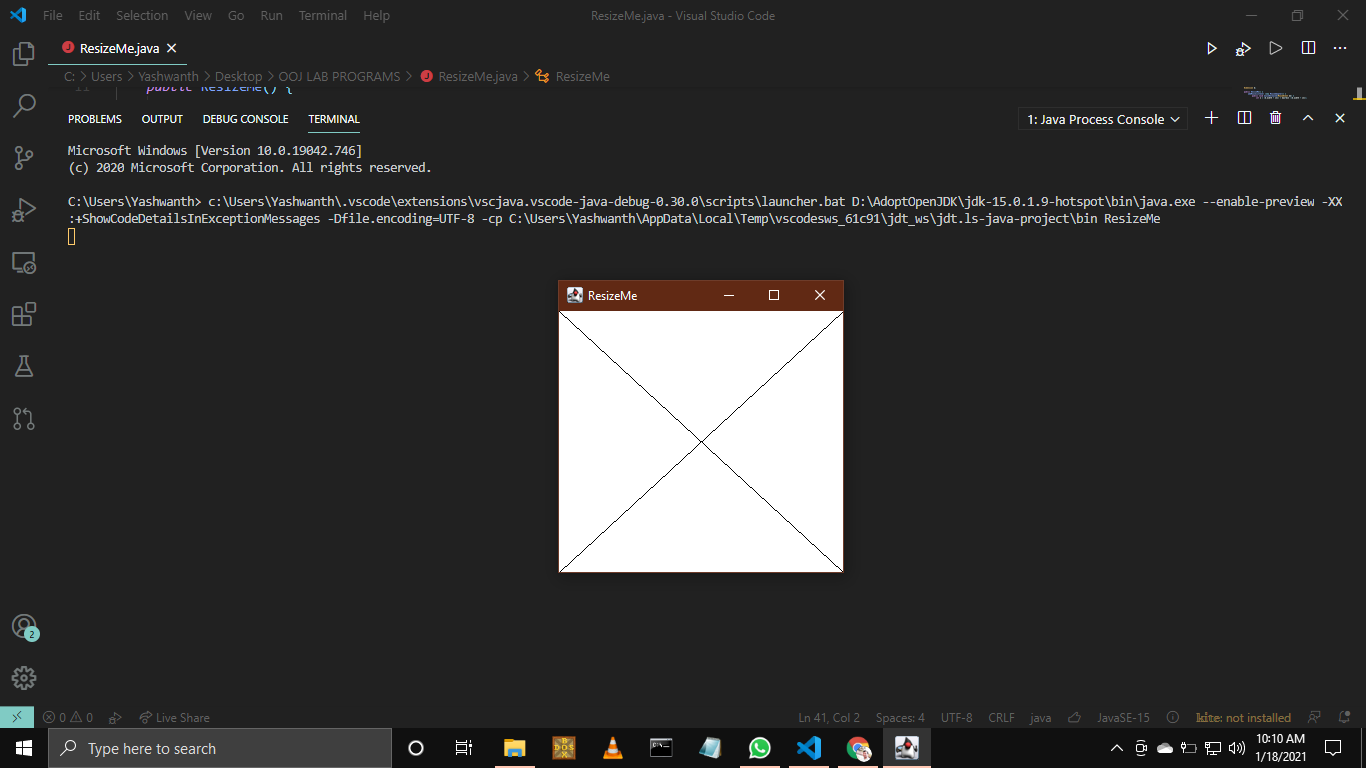 File Edit Selection View Go Run Terminal Help ResizeMe.java - Visual Studio Code
ResizeMe.java
C: > Users > Yashwanth > Desktop > OOJ LAB PROGRAMS > ResizeMe.java > ResizeMe
11 public ResizeMe() {
PROBLEMS OUTPUT DEBUG CONSOLE TERMINAL 1: Java Process Console
Microsoft Windows [Version 10.0.19042.746]
(c) 2020 Microsoft Corporation. All rights reserved.
C:\Users\Yashwanth> c:\Users\Yashwanth\.vscode\extensions\vscjava.vscode-java-debug-0.30.0\scripts\launcher.bat D:\AdoptOpenJDK\jdk-15.0.1.9-hotspot\bin\java.exe --enable-preview -XX
:+ShowCodeDetailsInExceptionMessages -Dfile.encoding=UTF-8 -cp C:\Users\Yashwanth\AppData\Local\Temp\vscodesws_61c91\jdt_ws\jdt.ls-java-project\bin ResizeMe
ResizeMe
2
0 0 Live Share Ln 41, Col 2 Spaces: 4 UTF-8 CRLF java JavaSE-15 kite: not installed
Type here to search 10:10 AM
1/18/2021